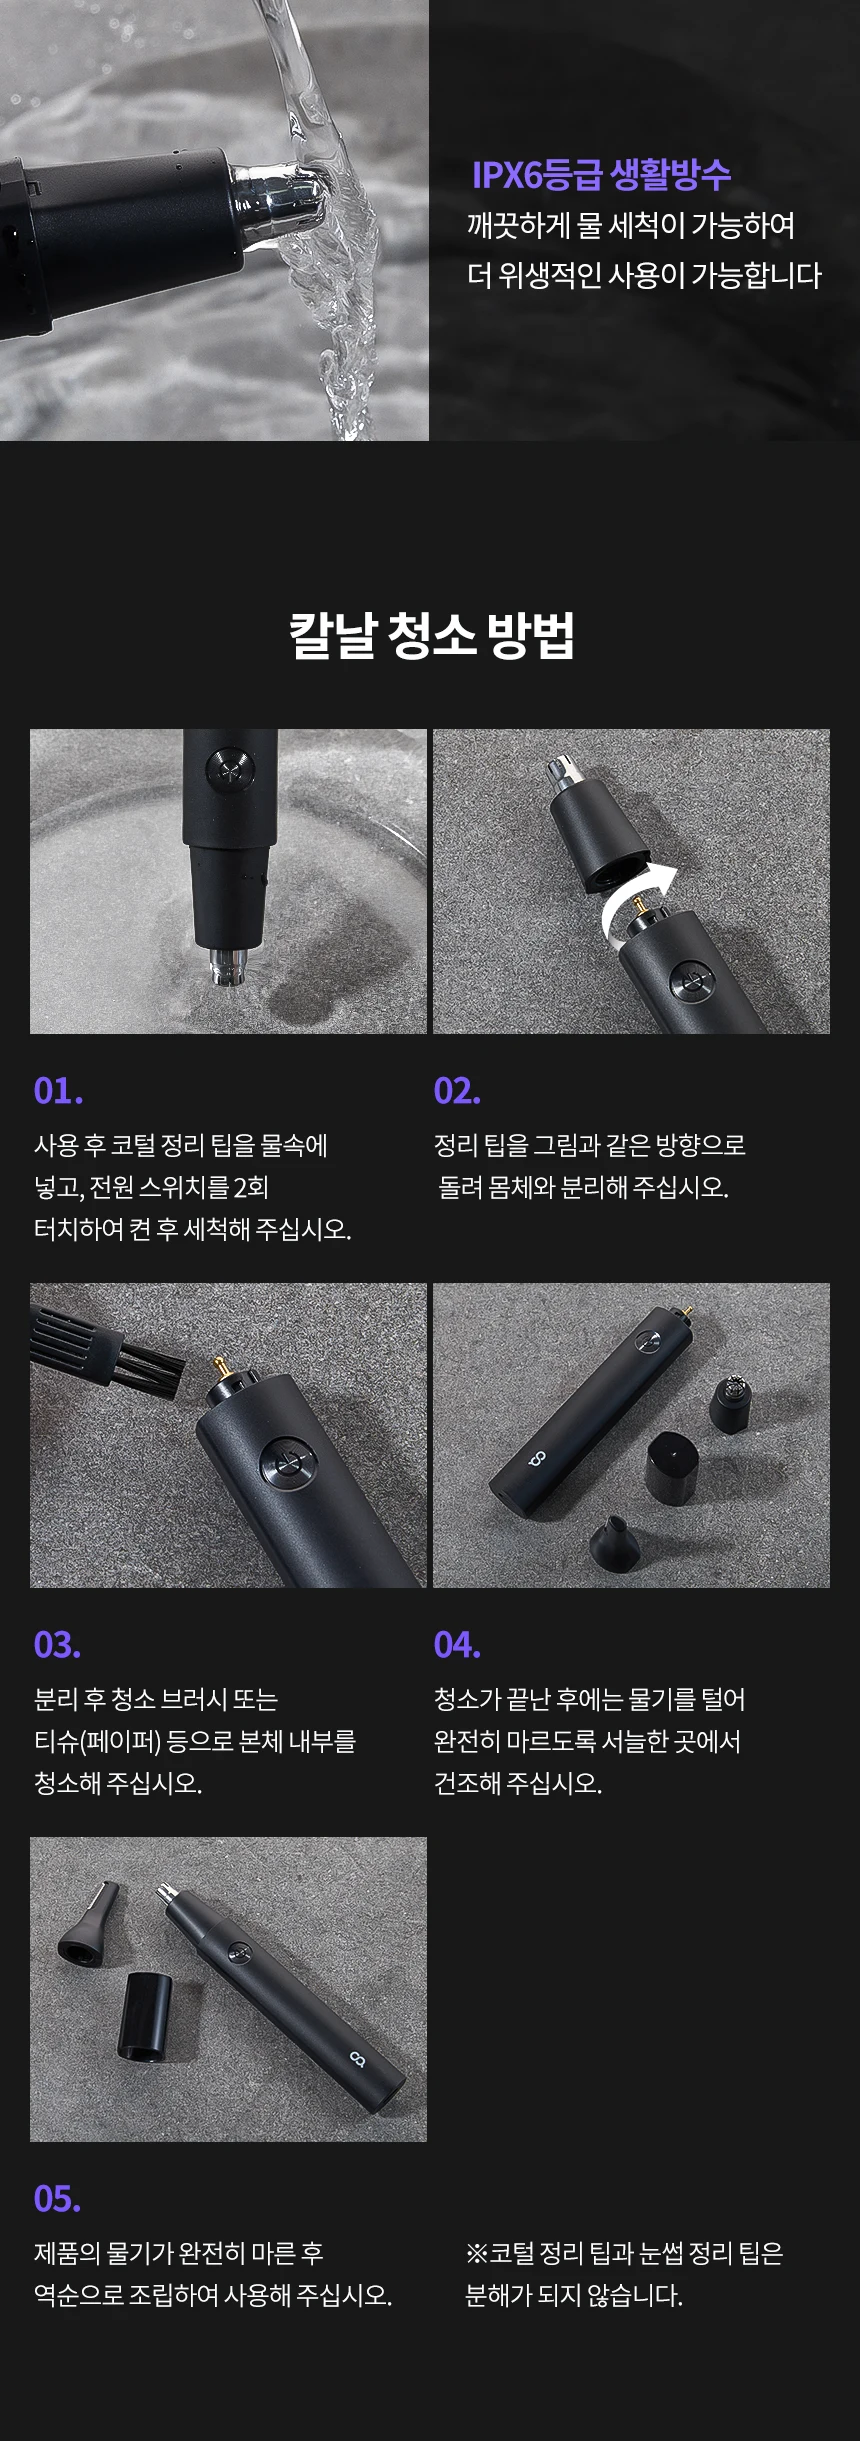 IPX6등급 생활방수
깨끗하게 물 세척이 가능하여
더 위생적인 사용이 가능합니다
칼날 청소 방법
01.
사용 후 코털 정리 팁을 물속에
넣고, 전원 스위치를 2회
터치하여 켠 후 세척해 주십시오.
02.
정리 팁을 그림과 같은 방향으로
돌려 몸체와 분리해 주십시오.
03.
분리 후 청소 브러시 또는
티슈(페이퍼) 등으로 본체 내부를
청소해 주십시오.
04.
청소가 끝난 후에는 물기를 털어
완전히 마르도록 서늘한 곳에서
건조해 주십시오.
05.
제품의 물기가 완전히 마른 후
역순으로 조립하여 사용해 주십시오.
※코털 정리 팁과 눈썹 정리 팁은
분해가 되지 않습니다.